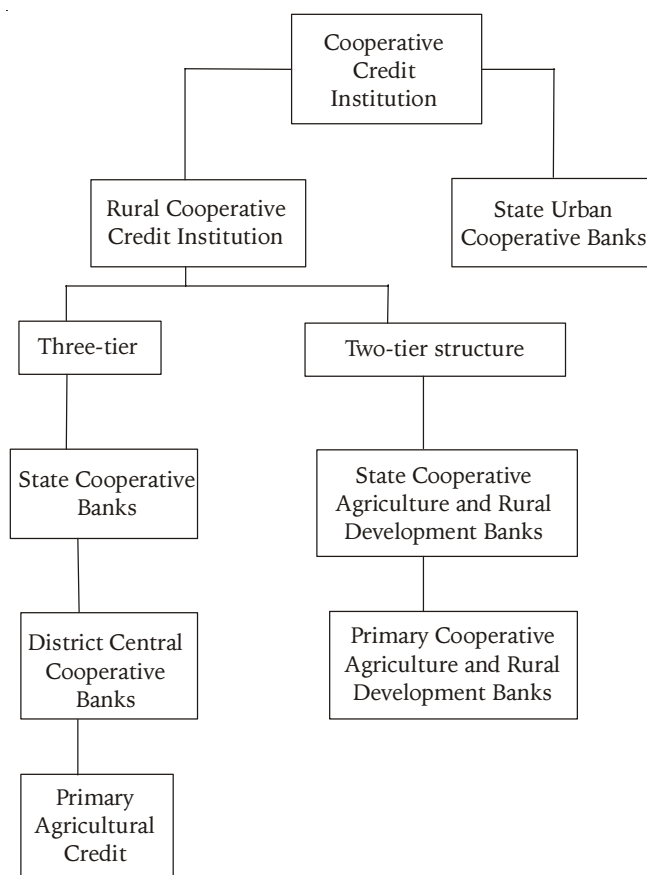 Cooperative
Credit
Institution
Rural Cooperative
Credit Institution
State Urban
Cooperative Banks
Three-tier
Two-tier structure
State Cooperative
Banks
State Cooperative
Agriculture and Rural
Development Banks
District Central
Cooperative
Banks
Primary Cooperative
Agriculture and Rural
Development Banks
Primary
Agricultural
Credit